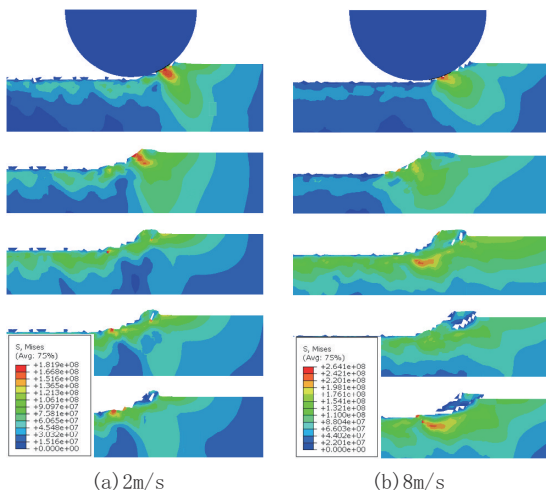 S, Mises
(Avg: 75%)
+1.819e+08
+1.668e+08
+1.516e+08
+1.365e+08
+1.213e+08
+1.061e+08
+9.097e+07
+7.581e+07
+6.065e+07
+4.548e+07
+3.032e+07
+1.516e+07
+0.000e+00
S, Mises
(Avg: 75%)
+2.641e+08
+2.421e+08
+2.201e+08
+1.981e+08
+1.761e+08
+1.541e+08
+1.321e+08
+1.100e+08
+8.804e+07
+6.603e+07
+4.402e+07
+2.201e+07
+0.000e+00
(a)2m/s
(b)8m/s